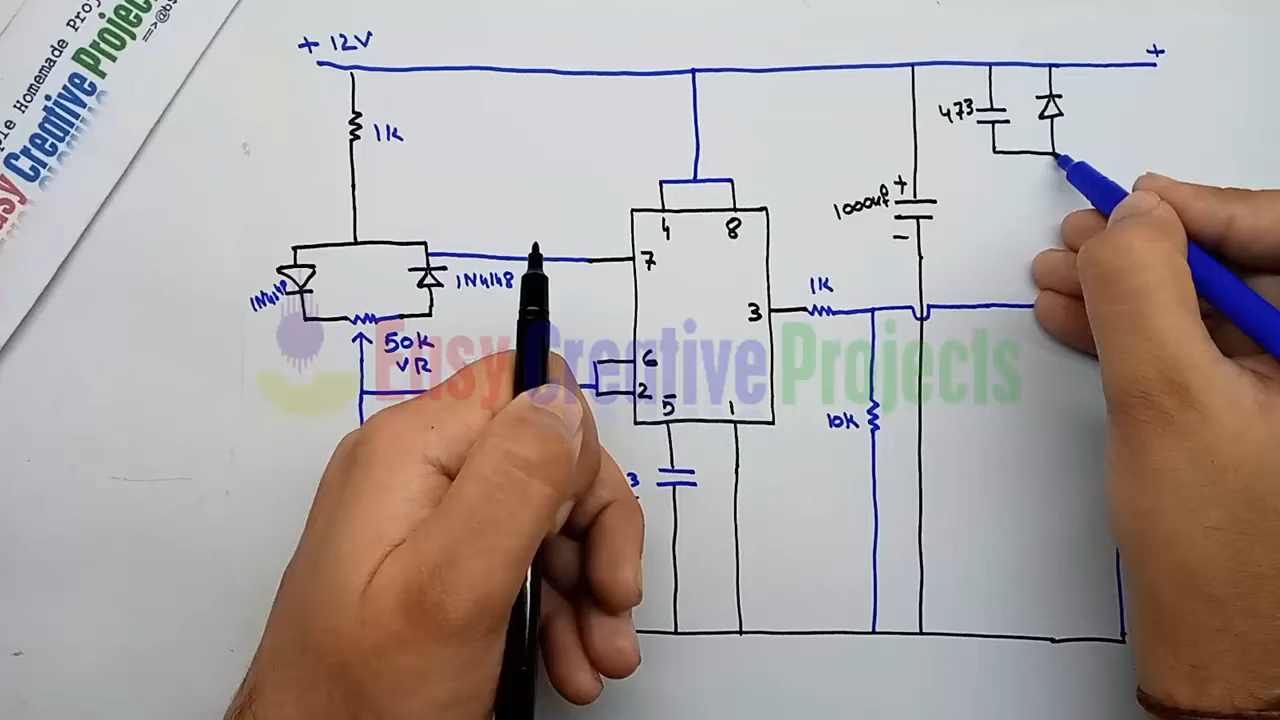 ple Homemade Proj
Easy Creative Projects
+ 12V
+
1K
473
+
1000uf
-
4
8
7
1N4148
1N4148
1K
3
50K
VR
6
2
5
1
10K
3
Easy Creative Projects